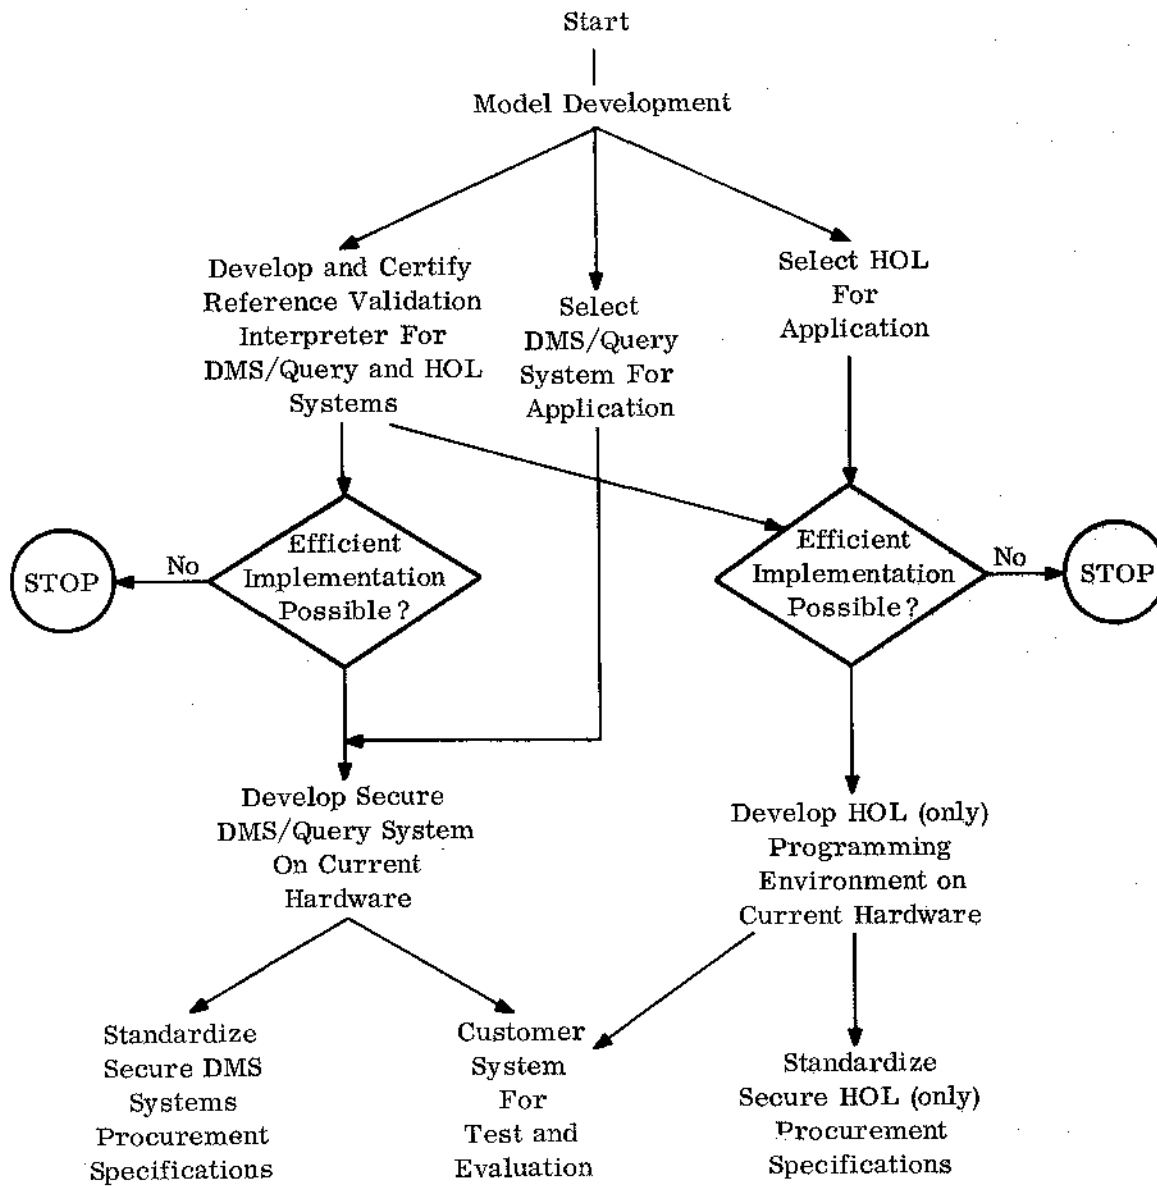 Start
Model Development
Develop and Certify
Reference Validation
Interpreter For
DMS/Query and HOL
Systems
Select
DMS/Query
System For
Application
Select HOL
For
Application
STOP
No
Efficient
Implementation
Possible?
Efficient
Implementation
Possible?
No
STOP
Develop Secure
DMS/Query System
On Current
Hardware
Develop HOL (only)
Programming
Environment on
Current Hardware
Standardize
Secure DMS
Systems
Procurement
Specifications
Customer
System
For
Test and
Evaluation
Standardize
Secure HOL (only)
Procurement
Specifications